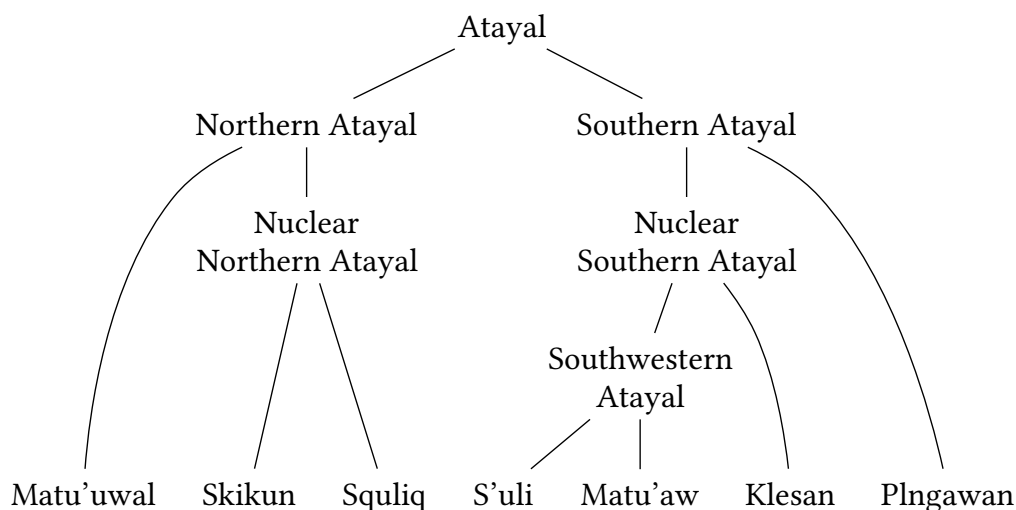 Atayal
Northern Atayal
Southern Atayal
Nuclear
Northern Atayal
Nuclear
Southern Atayal
Southwestern
Atayal
Matu'uwal
Skikun
Squliq
S'uli
Matu'aw
Klesan
Plngawan